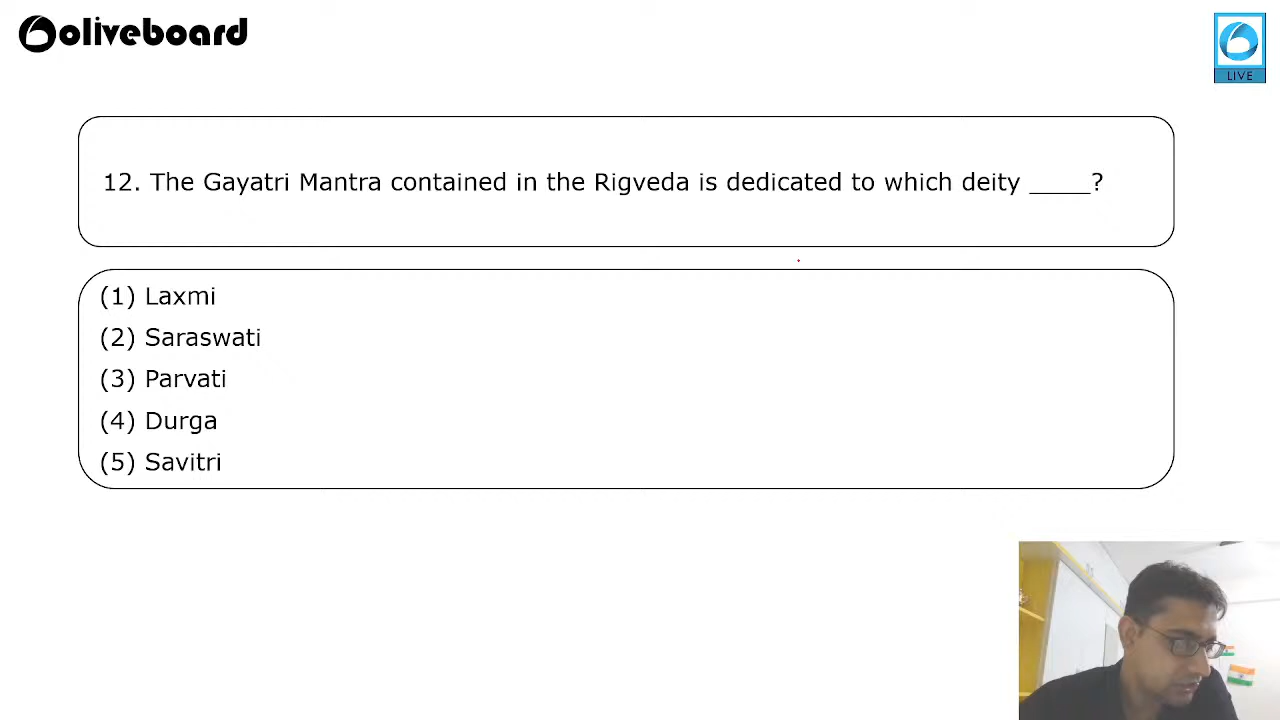 oliveboard
LIVE
12. The Gayatri Mantra contained in the Rigveda is dedicated to which deity _____?
(1) Laxmi
(2) Saraswati
(3) Parvati
(4) Durga
(5) Savitri